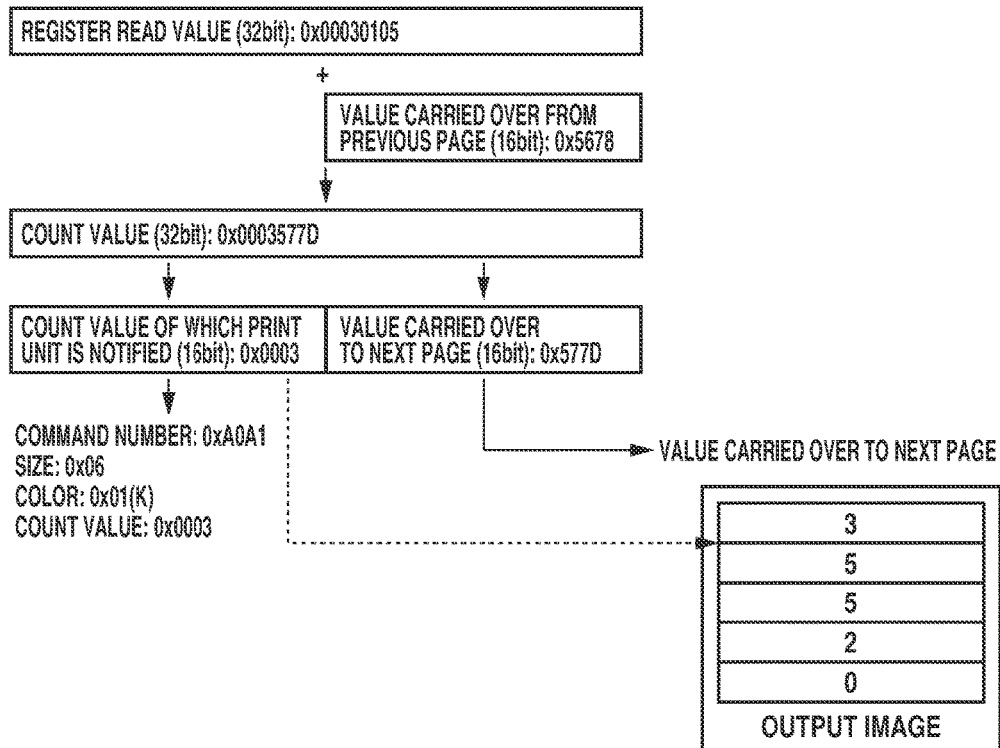 REGISTER READ VALUE (32bit): 0x00030105
+
VALUE CARRIED OVER FROM
PREVIOUS PAGE (16bit): 0x5678
COUNT VALUE (32bit): 0x0003577D
COUNT VALUE OF WHICH PRINT
UNIT IS NOTIFIED (16bit): 0x0003
VALUE CARRIED OVER
TO NEXT PAGE (16bit): 0x577D
COMMAND NUMBER: 0xA0A1
SIZE: 0x06
COLOR: 0x01(K)
COUNT VALUE: 0x0003
VALUE CARRIED OVER TO NEXT PAGE
3
5
5
2
0
OUTPUT IMAGE